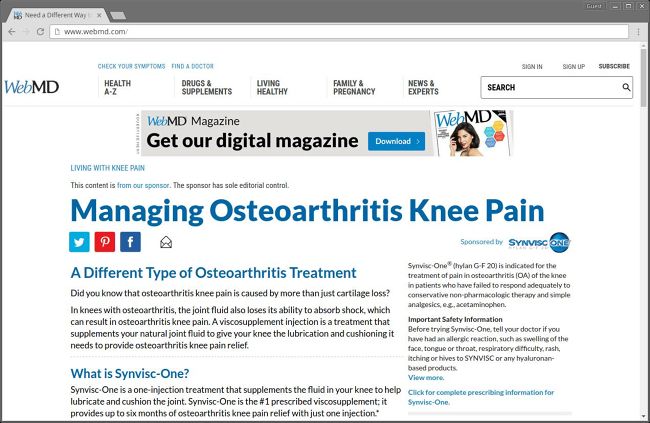 Need a Different Way t
Guest
www.webmd.com/
CHECK YOUR SYMPTOMS FIND A DOCTOR
SIGN IN SIGN UP SUBSCRIBE
WebMD
HEALTH
A-Z
DRUGS &
SUPPLEMENTS
LIVING
HEALTHY
FAMILY &
PREGNANCY
NEWS &
EXPERTS
SEARCH
ADVERTISEMENT
WebMD Magazine
Get our digital magazine
Download >
WebMD
LIVING WITH KNEE PAIN
This content is from our sponsor. The sponsor has sole editorial control.
Managing Osteoarthritis Knee Pain
Sponsored by SYNVISC ONE
HYLAN G-F 20
A Different Type of Osteoarthritis Treatment
Did you know that osteoarthritis knee pain is caused by more than just cartilage loss?
In knees with osteoarthritis, the joint fluid also loses its ability to absorb shock, which
can result in osteoarthritis knee pain. A viscosupplement injection is a treatment that
supplements your natural joint fluid to give your knee the lubrication and cushioning it
needs to provide osteoarthritis knee pain relief.
What is Synvisc-One?
Synvisc-One is a one-injection treatment that supplements the fluid in your knee to help
lubricate and cushion the joint. Synvisc-One is the #1 prescribed viscosupplement; it
provides up to six months of osteoarthritis knee pain relief with just one injection.*
Synvisc-One® (hylan G-F 20) is indicated for the
treatment of pain in osteoarthritis (OA) of the knee
in patients who have failed to respond adequately to
conservative non-pharmacologic therapy and simple
analgesics, e.g., acetaminophen.
Important Safety Information
Before trying Synvisc-One, tell your doctor if you
have had an allergic reaction, such as swelling of the
face, tongue or throat, respiratory difficulty, rash,
itching or hives to SYNVISC or any hyaluronan-
based products.
View more.
Click for complete prescribing information for
Synvisc-One.